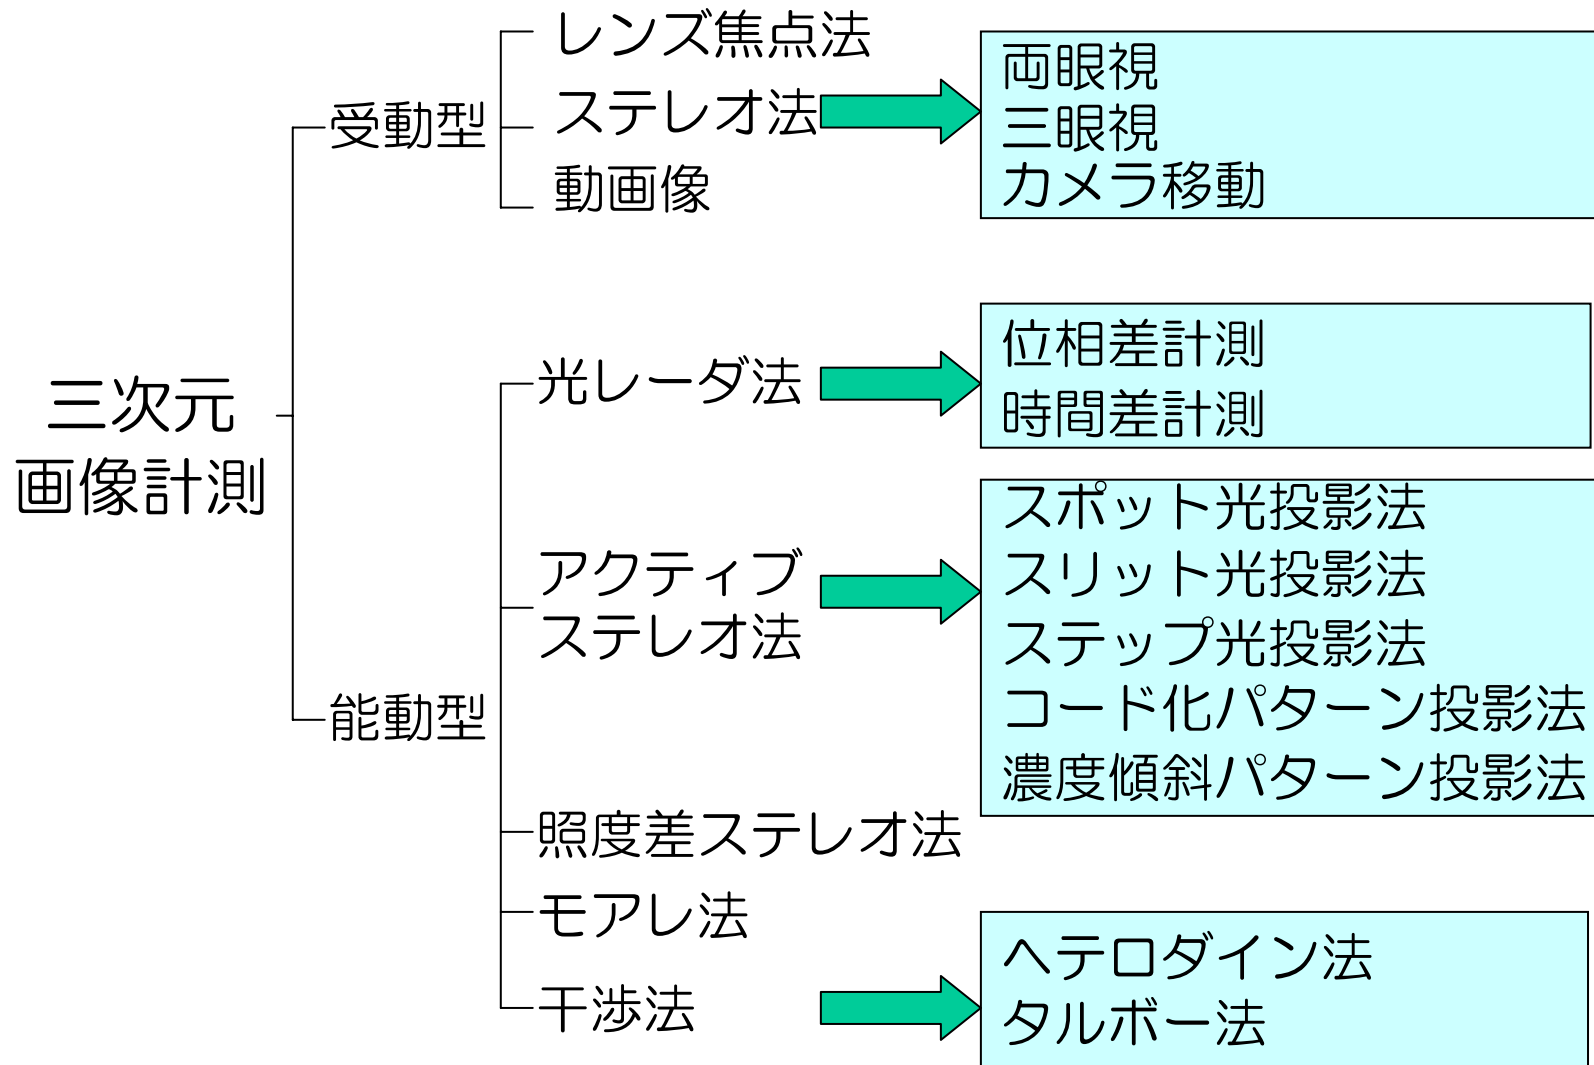 三次元
画像計測
受動型
レンズ焦点法
ステレオ法
動画像
両眼視
三眼視
カメラ移動
能動型
光レーダ法
位相差計測
時間差計測
アクティブ
ステレオ法
スポット光投影法
スリット光投影法
ステップ光投影法
コード化パターン投影法
濃度傾斜パターン投影法
照度差ステレオ法
モアレ法
干渉法
ヘテロダイン法
タルボー法